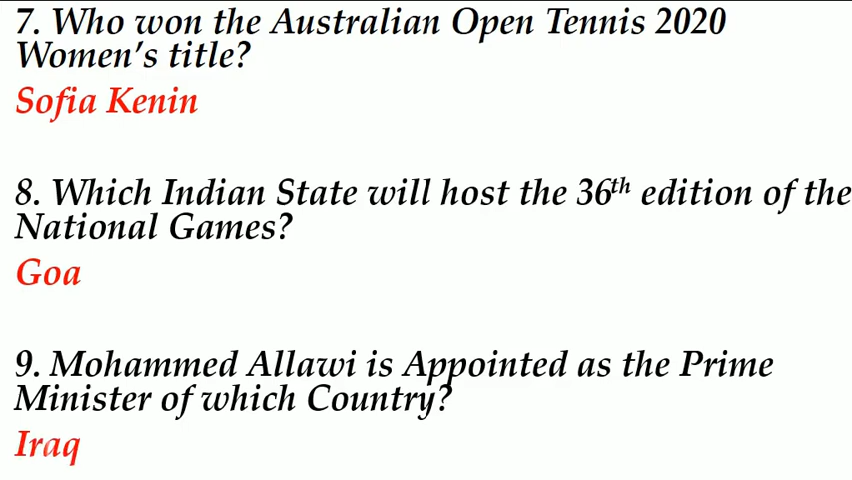 7. Who won the Australian Open Tennis 2020
Women's title?
Sofia Kenin
8. Which Indian State will host the 36th edition of the
National Games?
Goa
9. Mohammed Allawi is Appointed as the Prime
Minister of which Country?
Iraq